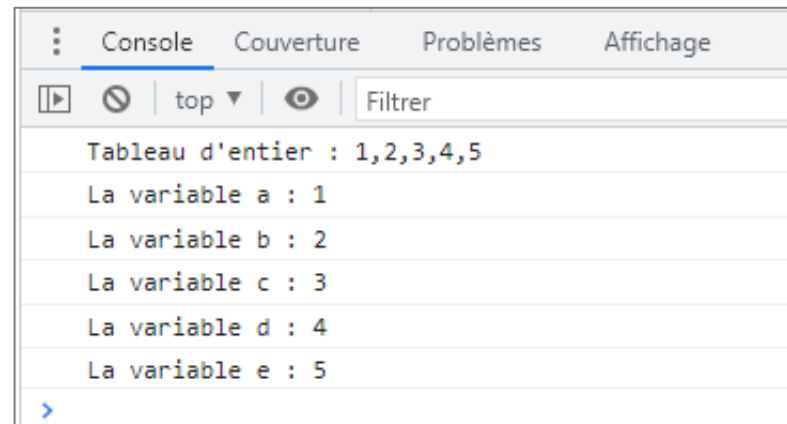 Console Couverture Problèmes Affichage
top Filtrer
Tableau d'entier : 1,2,3,4,5
La variable a : 1
La variable b : 2
La variable c : 3
La variable d : 4
La variable e : 5